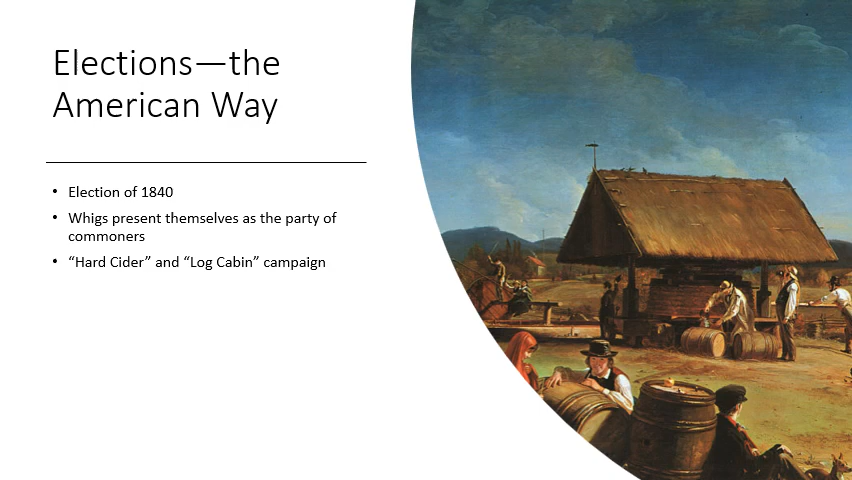 Elections—the
American Way
• Election of 1840
• Whigs present themselves as the party of
commoners
• “Hard Cider” and “Log Cabin” campaign